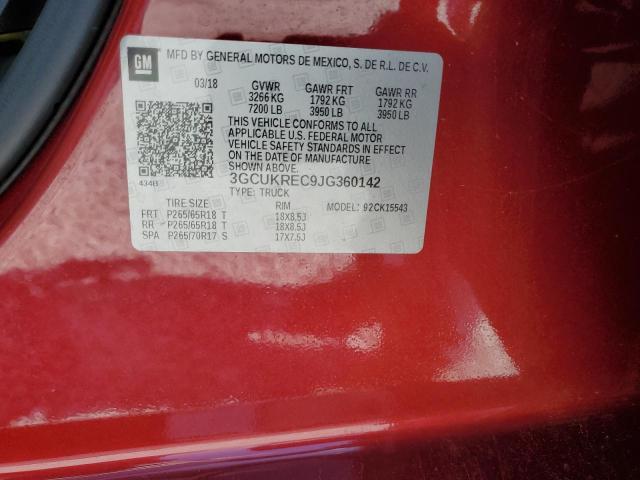 GM
MFD BY GENERAL MOTORS DE MEXICO, S. DE R.L. DE C.V.
03/18 GVWR GAWR FRT GAWR RR
3266 KG 1792 KG 1792 KG
7200 LB 3950 LB 3950 LB
THIS VEHICLE CONFORMS TO ALL
APPLICABLE U.S. FEDERAL MOTOR
VEHICLE SAFETY STANDARDS IN EFFECT
ON THE DATE OF MANUFACTURE
SHOWN ABOVE.
434B 3GCUKREC9JG360142
TYPE: TRUCK
TIRE SIZE RIM MODEL: 92CK15543
FRT P265/65R18 T 18X8.5J
RR P265/65R18 T 18X8.5J
SPA P265/70R17 S 17X7.5J